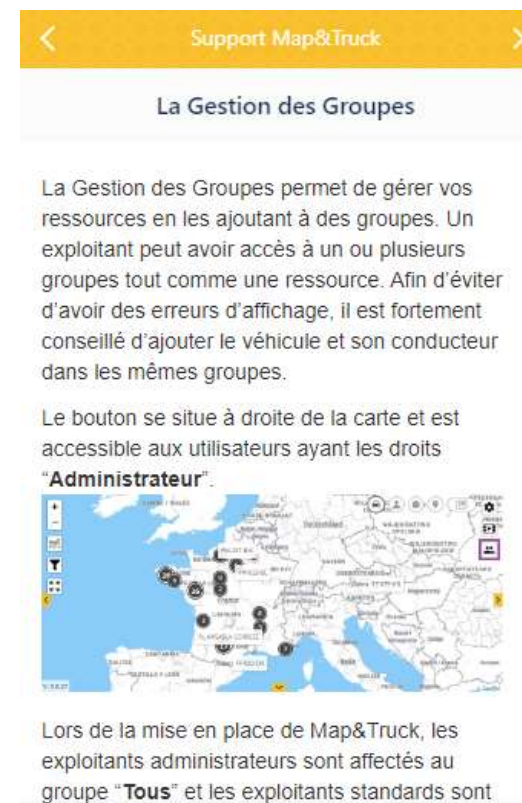 Support Map&Truck
La Gestion des Groupes
La Gestion des Groupes permet de gérer vos
ressources en les ajoutant à des groupes. Un
exploitant peut avoir accès à un ou plusieurs
groupes tout comme une ressource. Afin d’éviter
d’avoir des erreurs d’affichage, il est fortement
conseillé d’ajouter le véhicule et son conducteur
dans les mêmes groupes.
Le bouton se situe à droite de la carte et est
accessible aux utilisateurs ayant les droits
“Administrateur”.
Lors de la mise en place de Map&Truck, les
exploitants administrateurs sont affectés au
groupe “Tous” et les exploitants standards sont